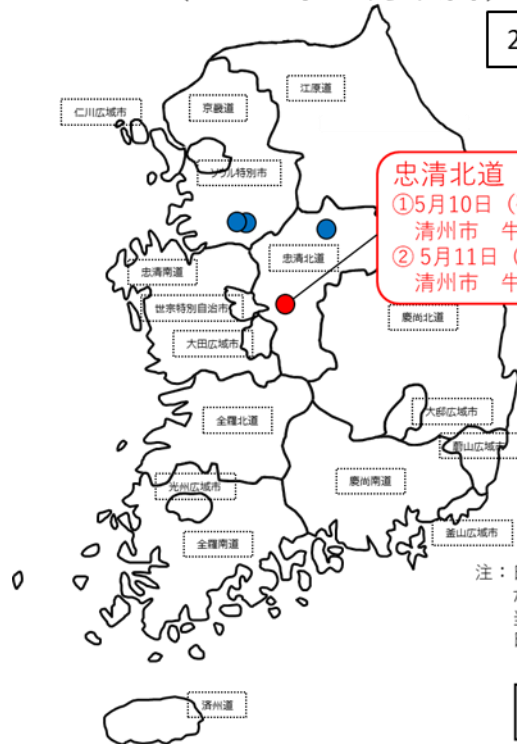 2
江原道
京畿道
仁川広域市
ソウル特別市
忠清北道
①5月10日（
清州市 牛
② 5月11日（
清州市 牛
忠清北道
忠清南道
世宗特別自治市
慶尚北道
大田広域市
大邱広域市
全羅北道
蔚山広域市
慶尚南道
光州広域市
釜山広域市
全羅南道
注：
済州道